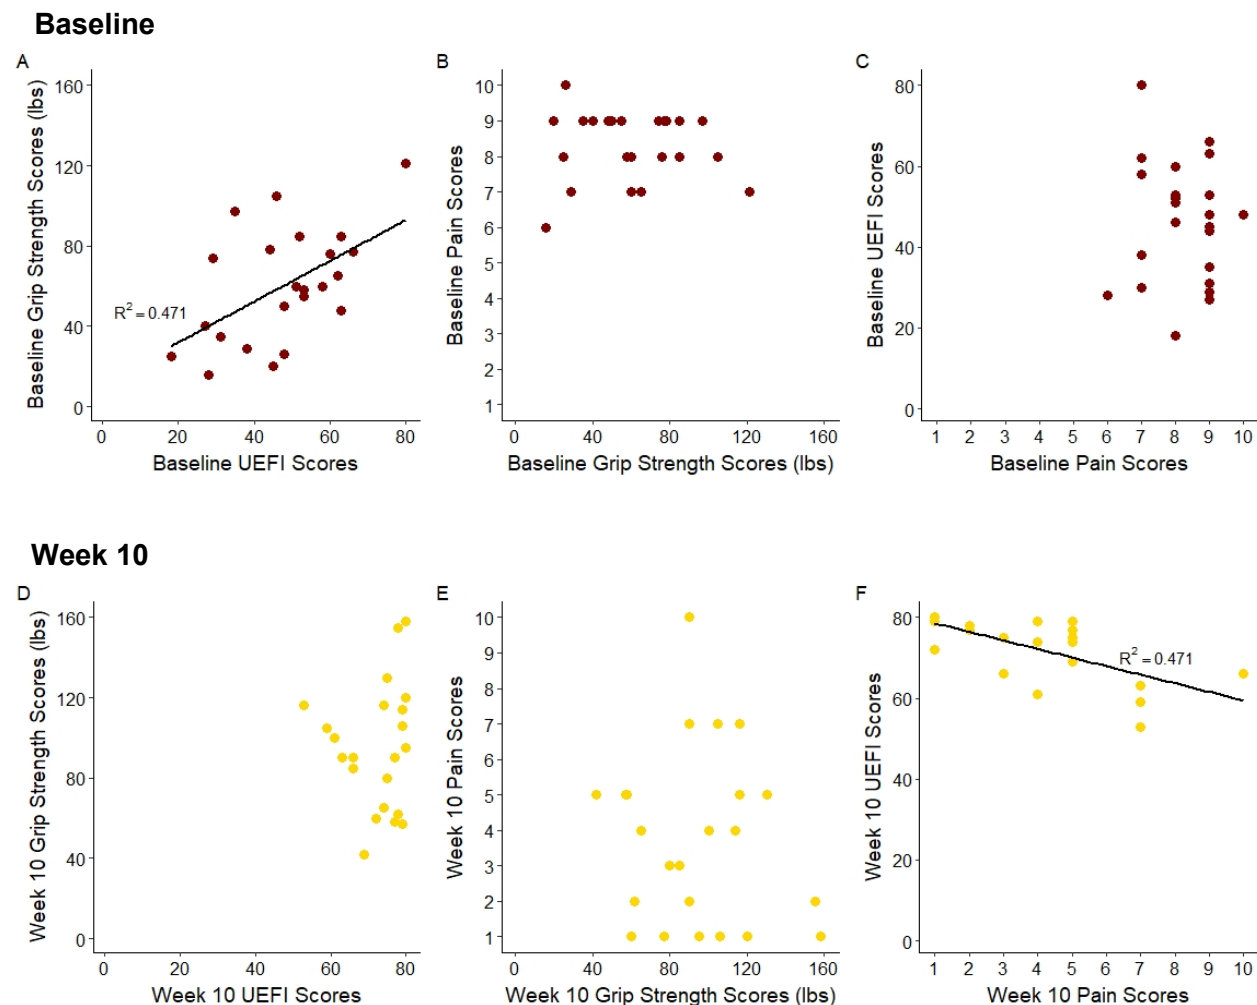 Baseline
A
B
C
160
120
80
40
0
Baseline Grip Strength Scores (lbs)
R² = 0.471
0 20 40 60 80
Baseline UEFI Scores
10
9
8
7
6
5
4
3
2
1
Baseline Pain Scores
0 40 80 120 160
Baseline Grip Strength Scores (lbs)
80
60
40
20
0
Baseline UEFI Scores
1 2 3 4 5 6 7 8 9 10
Baseline Pain Scores
Week 10
D
E
F
160
120
80
40
0
Week 10 Grip Strength Scores (lbs)
0 20 40 60 80
Week 10 UEFI Scores
10
9
8
7
6
5
4
3
2
1
Week 10 Pain Scores
0 40 80 120 160
Week 10 Grip Strength Scores (lbs)
80
60
40
20
0
Week 10 UEFI Scores
R² = 0.471
1 2 3 4 5 6 7 8 9 10
Week 10 Pain Scores